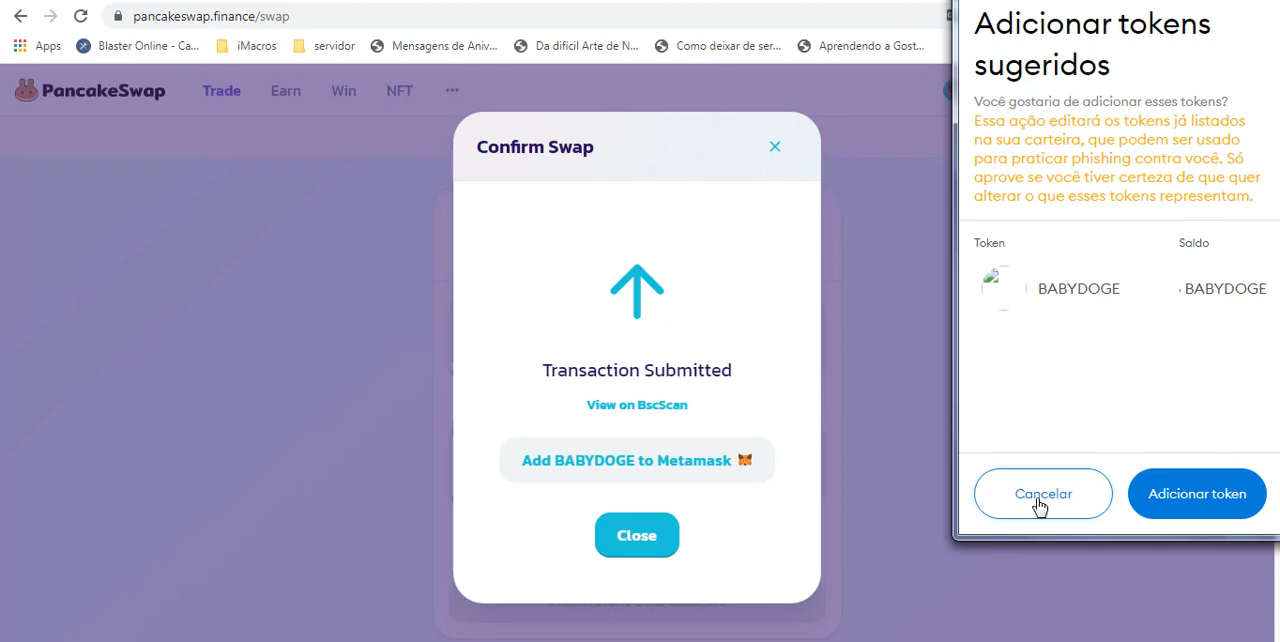 pancakeswap.finance/swap
Apps Blaster Online - Ca... iMacros servidor Mensagens de Aniv... Da difícil Arte de N... Como deixar de ser... Aprendendo a Gost...
PancakeSwap Trade Earn Win NFT ...
Confirm Swap
Transaction Submitted
View on BscScan
Add BABYDOGE to Metamask
Close
Adicionar tokens
sugeridos
Você gostaria de adicionar esses tokens?
Essa ação editará os tokens já listados
na sua carteira, que podem ser usado
para praticar phishing contra você. Só
aprove se você tiver certeza de que quer
alterar o que esses tokens representam.
Token Saldo
BABYDOGE BABYDOGE
Cancelar Adicionar token